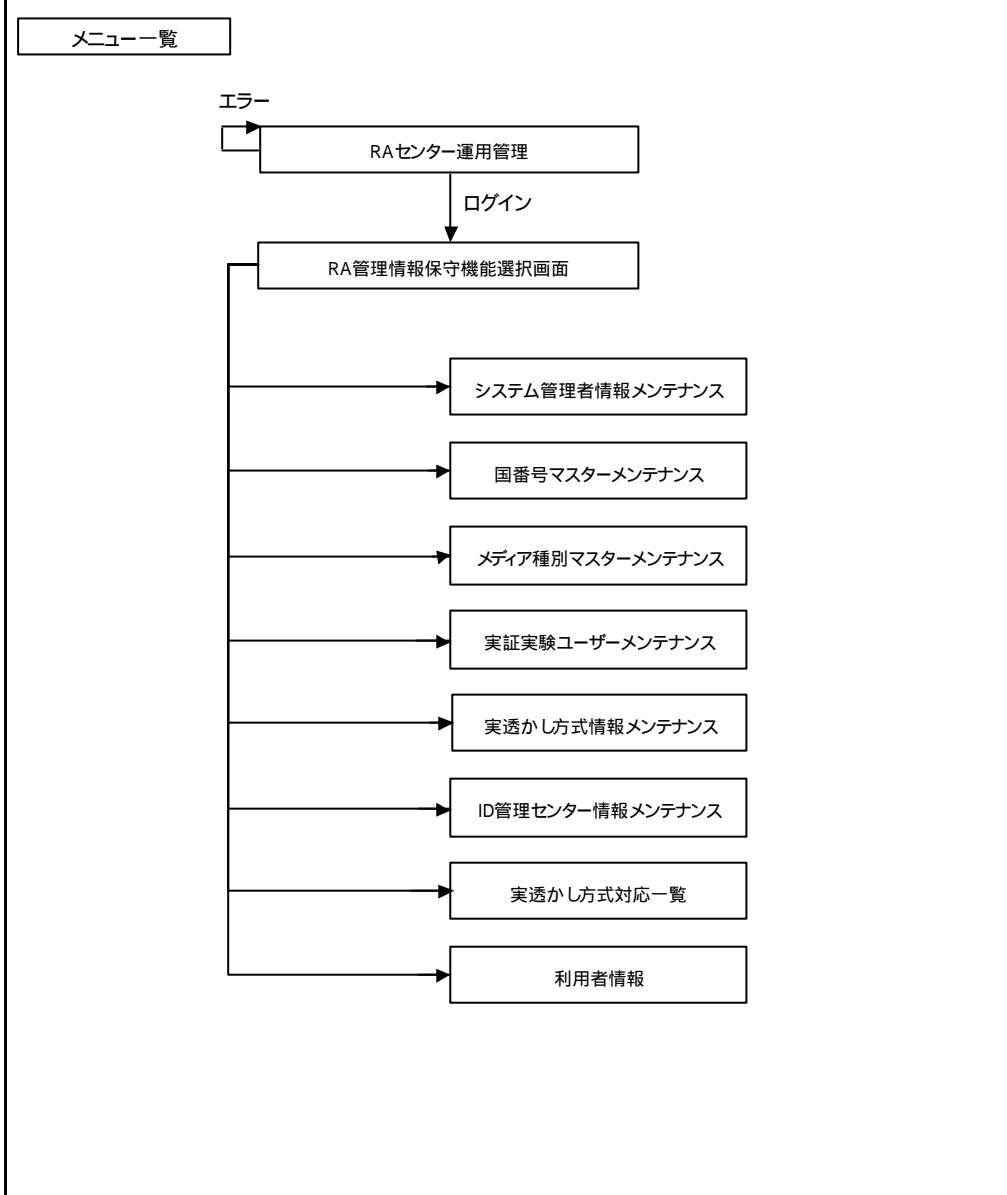 メニュー一覧
エラー
RAセンター運用管理
ログイン
RA管理情報保守機能選択画面
システム管理者情報メンテナンス
国番号マスターメンテナンス
メディア種別マスターメンテナンス
実証実験ユーザーメンテナンス
実透かし方式情報メンテナンス
ID管理センター情報メンテナンス
実透かし方式対応一覧
利用者情報